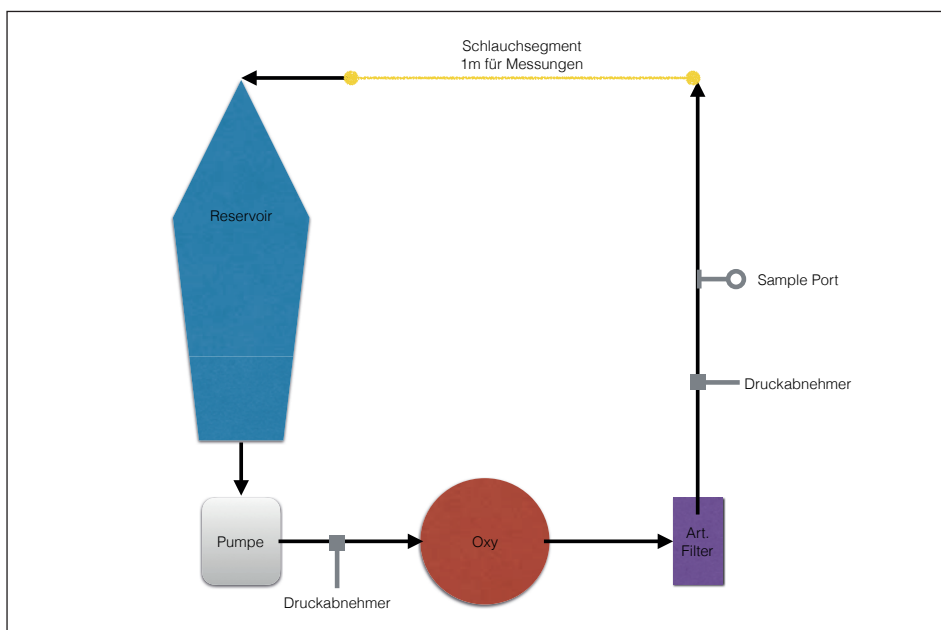 Schlauchsegment
1m für Messungen
Reservoir
Sample Port
Druckabnehmer
Pumpe
Oxy
Art.
Filter
Druckabnehmer